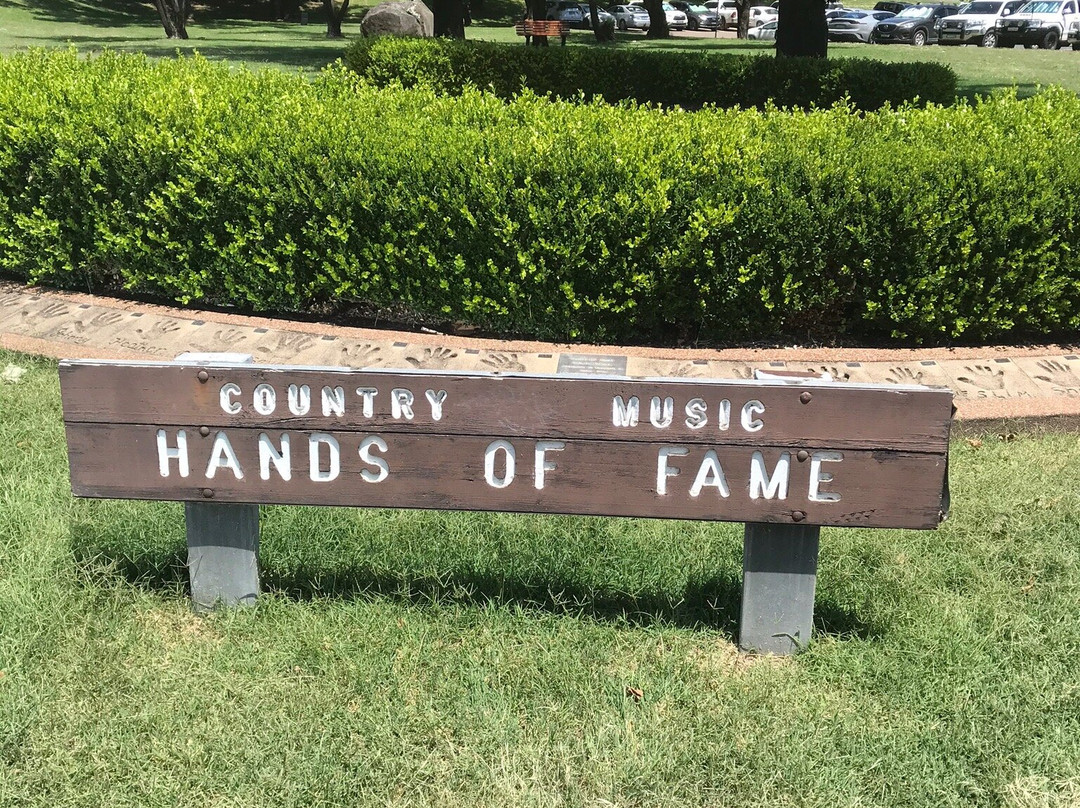 COUNTRY MUSIC
HANDS OF FAME